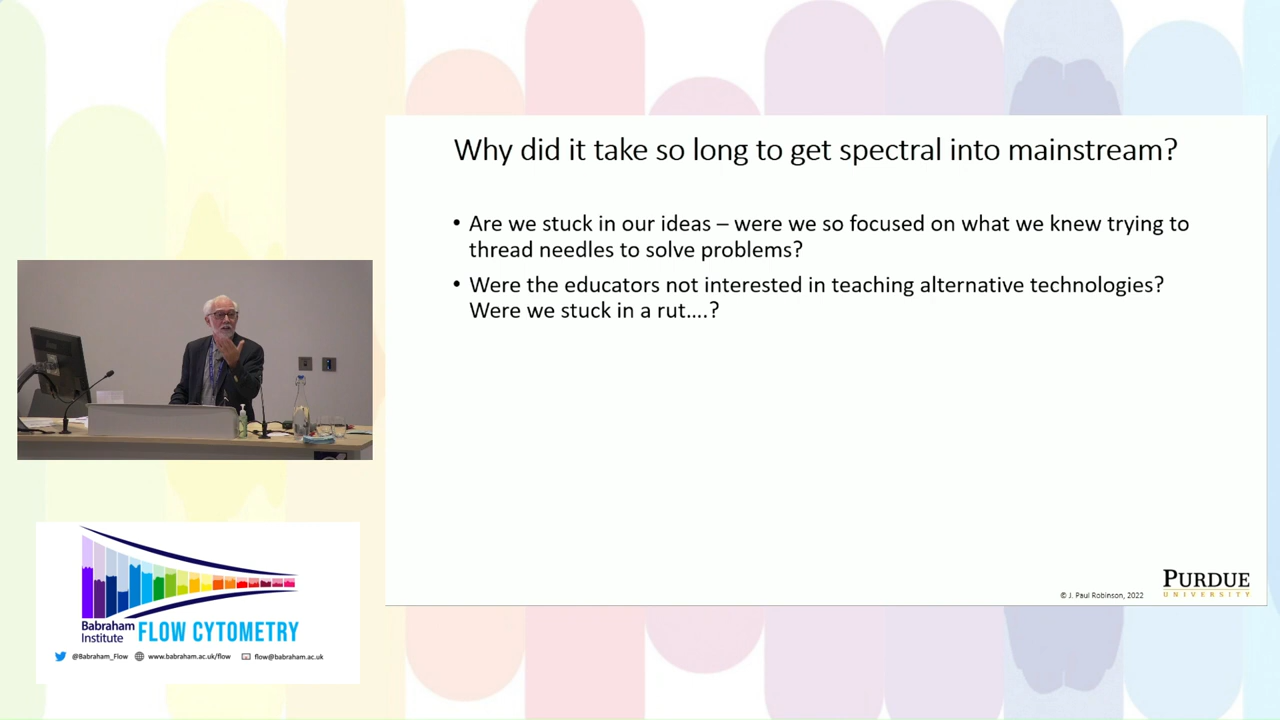 Why did it take so long to get spectral into mainstream?
• Are we stuck in our ideas – were we so focused on what we knew trying to
thread needles to solve problems?
• Were the educators not interested in teaching alternative technologies?
Were we stuck in a rut....?
© J. Paul Robinson, 2022
PURDUE
UNIVERSITY
Babraham
Institute
FLOW CYTOMETRY
@Babraham_Flow
www.babraham.ac.uk/flow
flow@babraham.ac.uk